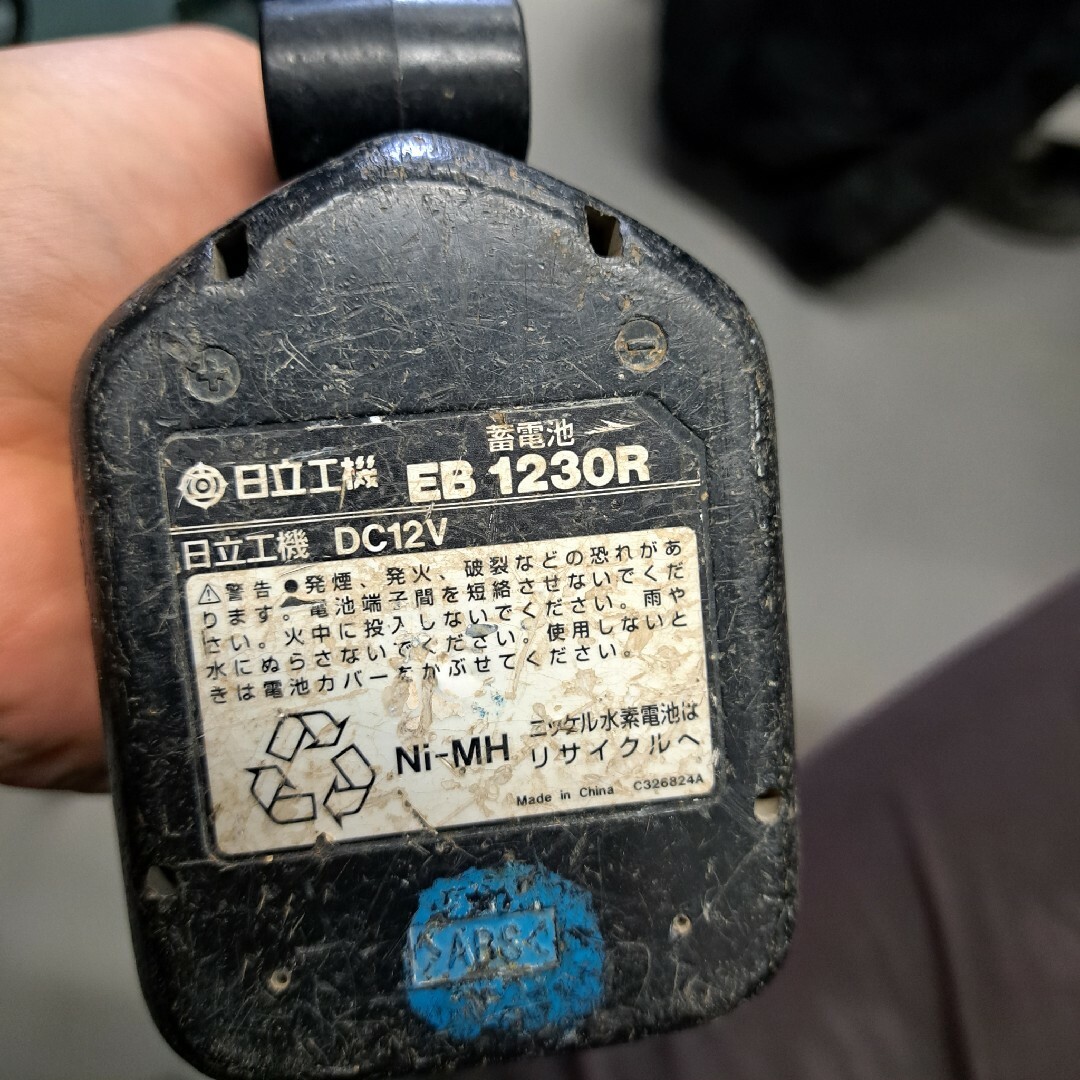 +
−
蓄電池
日立工機 EB 1230R
日立工機 DC12V
⚠警告 ●発煙、発火、破裂などの恐れがあ
ります。電池端子間を短絡させないでくだ
さい。火中に投入しないでください。雨や
水にぬらさないでください。使用しないと
きは電池カバーをかぶせてください。
Ni-MH
ニッケル水素電池は
リサイクルへ
Made in China C326824A
>ABS<